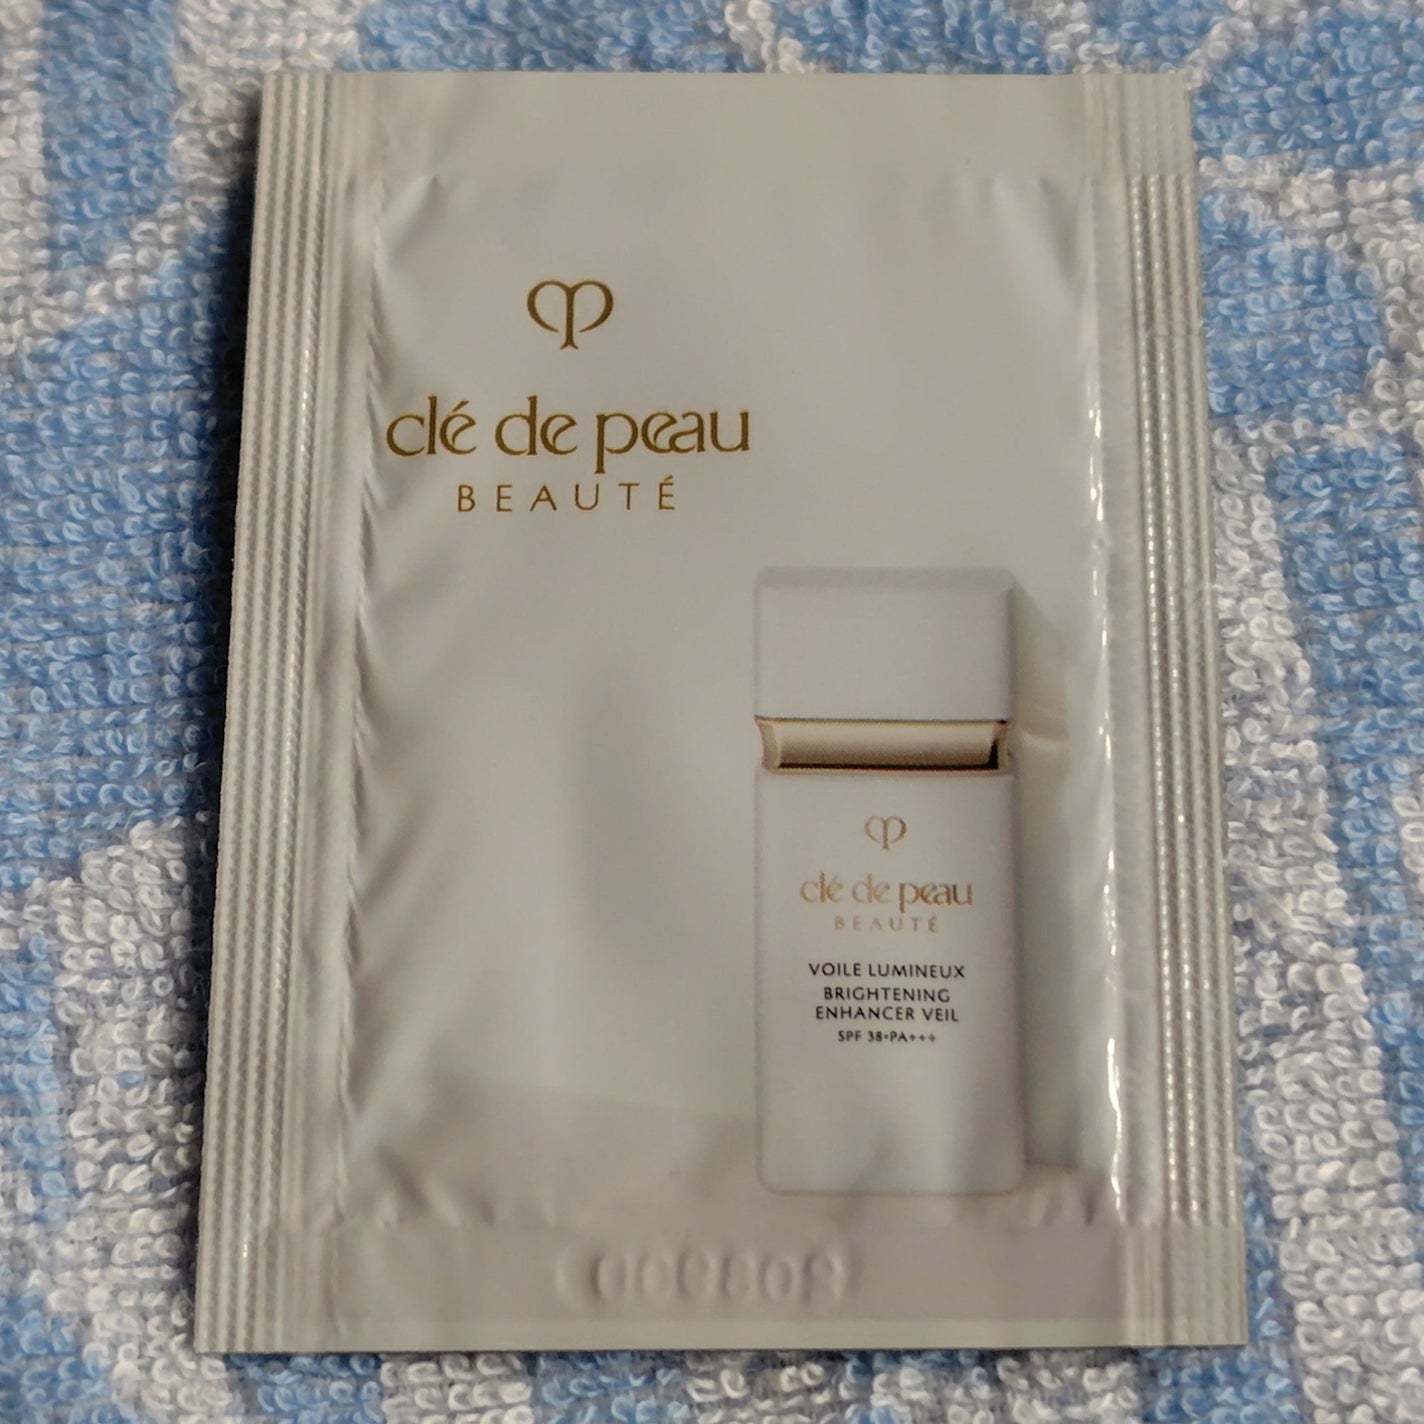 clé de peau
BEAUTÉ
clé de peau
BEAUTÉ
VOILE LUMINEUX
BRIGHTENING
ENHANCER VEIL
SPF 38•PA+++